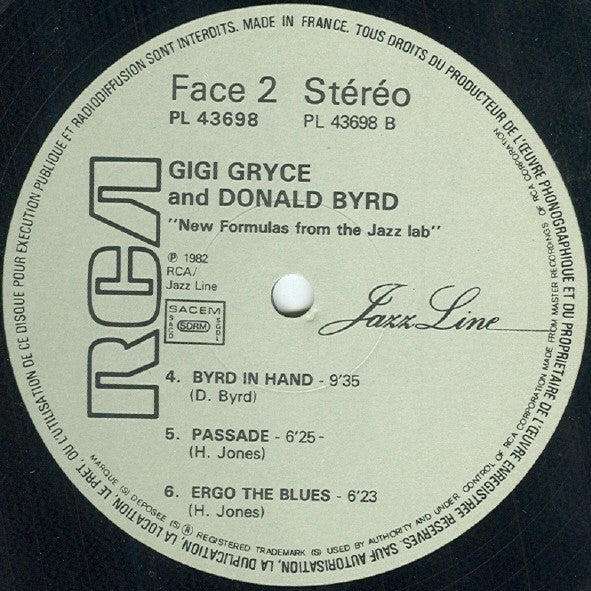 Face 2 Stéréo
PL 43698 PL 43698 B
GIGI GRYCE
and DONALD BYRD
"New Formulas from the Jazz lab"
℗ 1982
RCA/
Jazz Line
RCA
SACEM
SACD SDRM SGDL
Jazz Line
4. BYRD IN HAND - 9'35
(D. Byrd)
5. PASSADE - 6'25 -
(H. Jones)
6. ERGO THE BLUES - 6'23
(H. Jones)
MADE IN FRANCE. TOUS DROITS DU PRODUCTEUR DE L'ŒUVRE PHONOGRAPHIQUE ET DU PROPRIETAIRE DE L'ŒUVRE ENREGISTREE RESERVES. SAUF AUTORISATION, LA DUPLICATION, LA LOCATION, LE PRET, OU L'UTILISATION DE CE DISQUE POUR EXECUTION PUBLIQUE ET RADIODIFFUSION SONT INTERDITS.
MARQUE (S) DEPOSEE (S) ® REGISTERED TRADEMARK (S) USED BY AUTHORITY AND UNDER CONTROL OF RCA CORPORATION MADE FROM MASTER RECORDINGS OF RCA CORPORATION